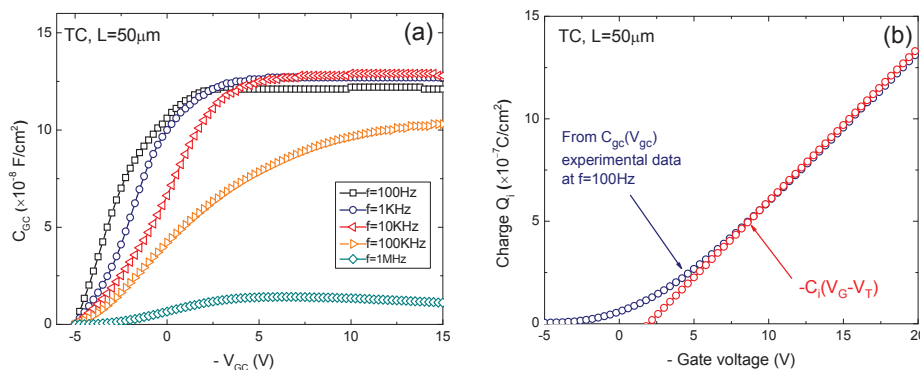 TC, L=50μm
(a)
C_GC (×10⁻⁸ F/cm²)
15
10
5
0
-5
0
5
10
15
- V_GC (V)
f=100Hz
f=1KHz
f=10KHz
f=100KHz
f=1MHz
TC, L=50μm
(b)
Charge Q_i (×10⁻⁷C/cm²)
15
10
5
0
-5
0
5
10
15
20
- Gate voltage (V)
From C_gc(V_gc)
experimental data
at f=100Hz
-C_i(V_G-V_T)